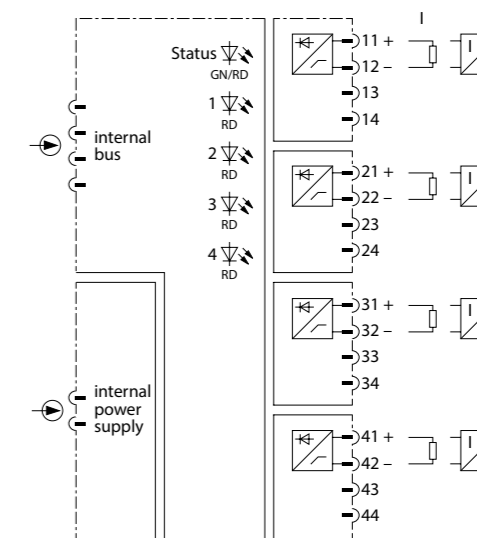 I
Status
GN/RD
1
RD
2
RD
3
RD
4
RD
internal
bus
internal
power
supply
11 +
12 –
13
14
I
I
21 +
22 –
23
24
I
31 +
32 –
33
34
I
41 +
42 –
43
44
I